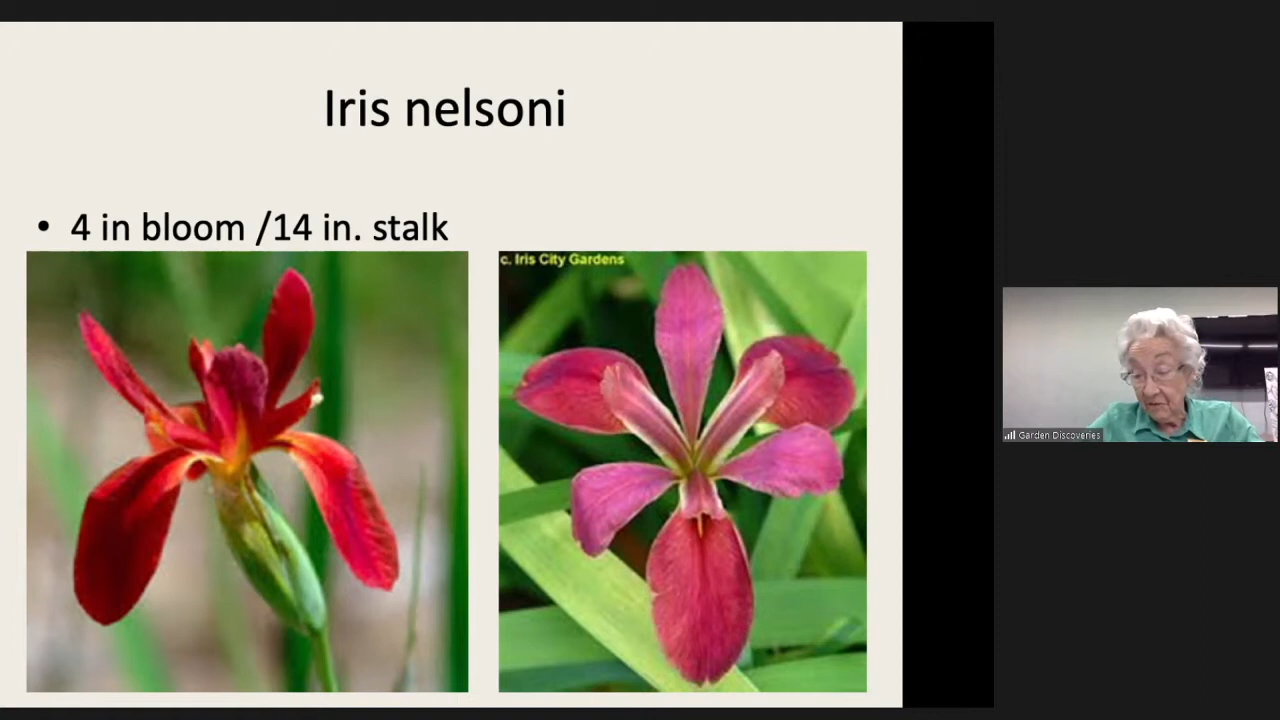 Iris nelsoni
• 4 in bloom /14 in. stalk
c. Iris City Gardens
Garden Discoveries